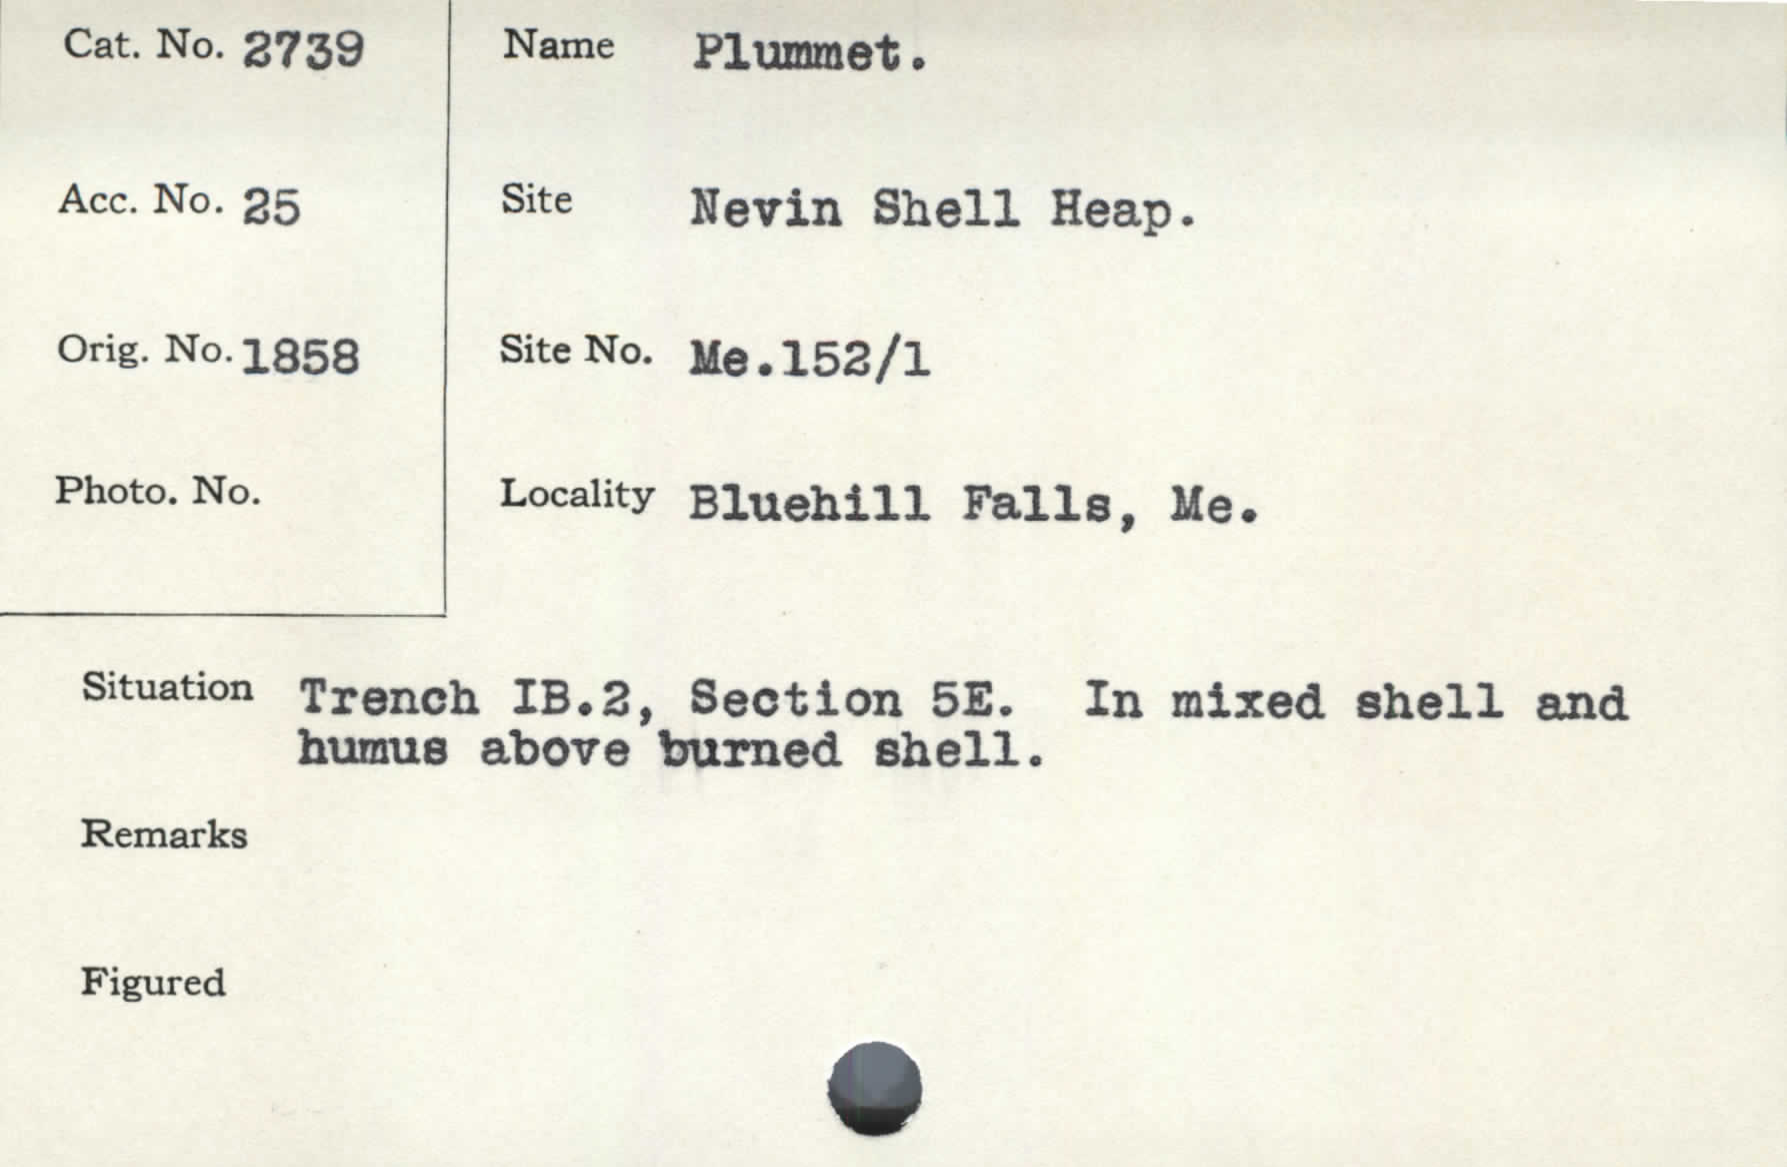 Cat. No. 2739
Name Plummet.
Acc. No. 25
Site Nevin Shell Heap.
Orig. No. 1858
Site No. Me.152/1
Photo. No.
Locality Bluehill Falls, Me.
Situation Trench IB.2, Section 5E. In mixed shell and
humus above burned shell.
Remarks
Figured